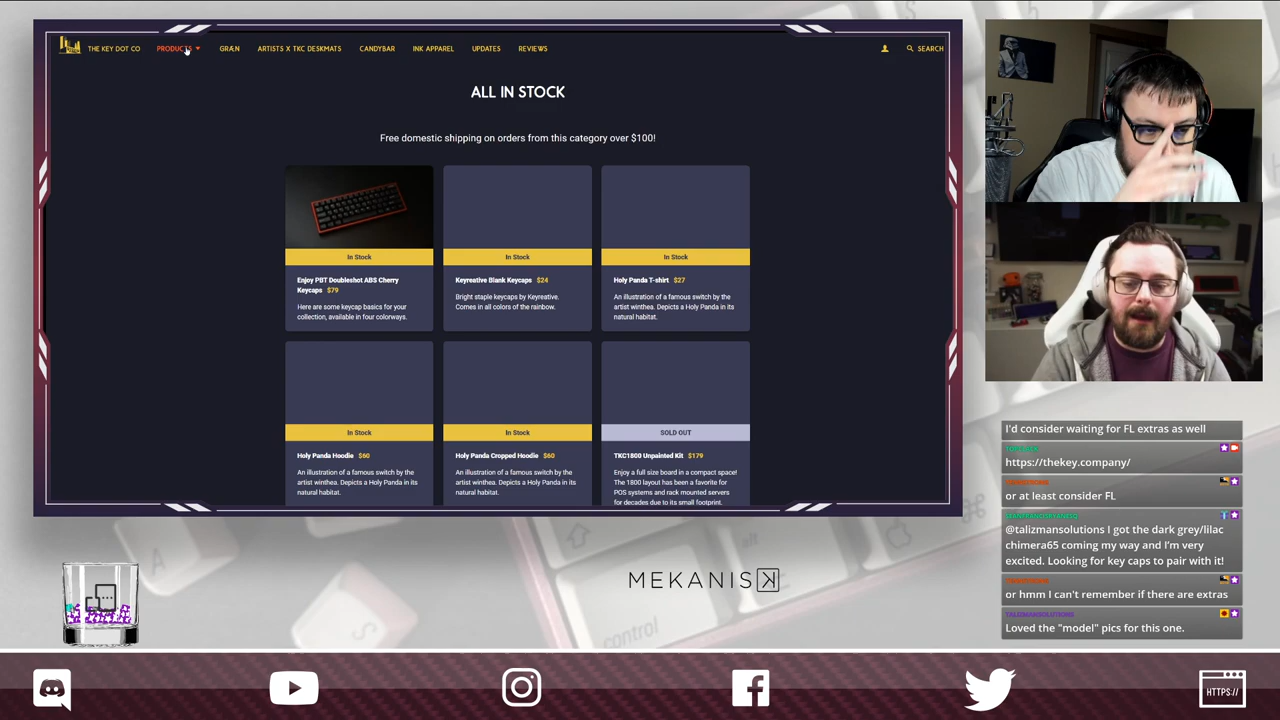 THE KEY DOT CO PRODUCTS GRÆN ARTISTS X TKC DESKMATS CANDYBAR INK APPAREL UPDATES REVIEWS SEARCH
ALL IN STOCK
Free domestic shipping on orders from this category over $100!
In Stock
Enjoy PBT Doubleshot ABS Cherry
Keycaps $79
Here are some keycap basics for your
collection, available in four colorways.
In Stock
Keyreative Blank Keycaps $24
Bright staple keycaps by Keyreative.
Comes in all colors of the rainbow.
In Stock
Holy Panda T-shirt $27
An illustration of a famous switch by the
artist winthea. Depicts a Holy Panda in its
natural habitat.
In Stock
Holy Panda Hoodie $60
An illustration of a famous switch by the
artist winthea. Depicts a Holy Panda in its
natural habitat.
In Stock
Holy Panda Cropped Hoodie $60
An illustration of a famous switch by the
artist winthea. Depicts a Holy Panda in its
natural habitat.
SOLD OUT
TKC1800 Unpainted Kit $179
Enjoy a full size board in a compact space!
The 1800 layout has been a favorite for
POS systems and rack mounted servers
for decades due to its small footprint.
I'd consider waiting for FL extras as well
https://thekey.company/
or at least consider FL
@talizmansolutions I got the dark grey/lilac
chimera65 coming my way and I'm very
excited. Looking for key caps to pair with it!
or hmm I can't remember if there are extras
TALIZMANSOLUTIONS
Loved the "model" pics for this one.
MEKANISK
control
HTTPS://